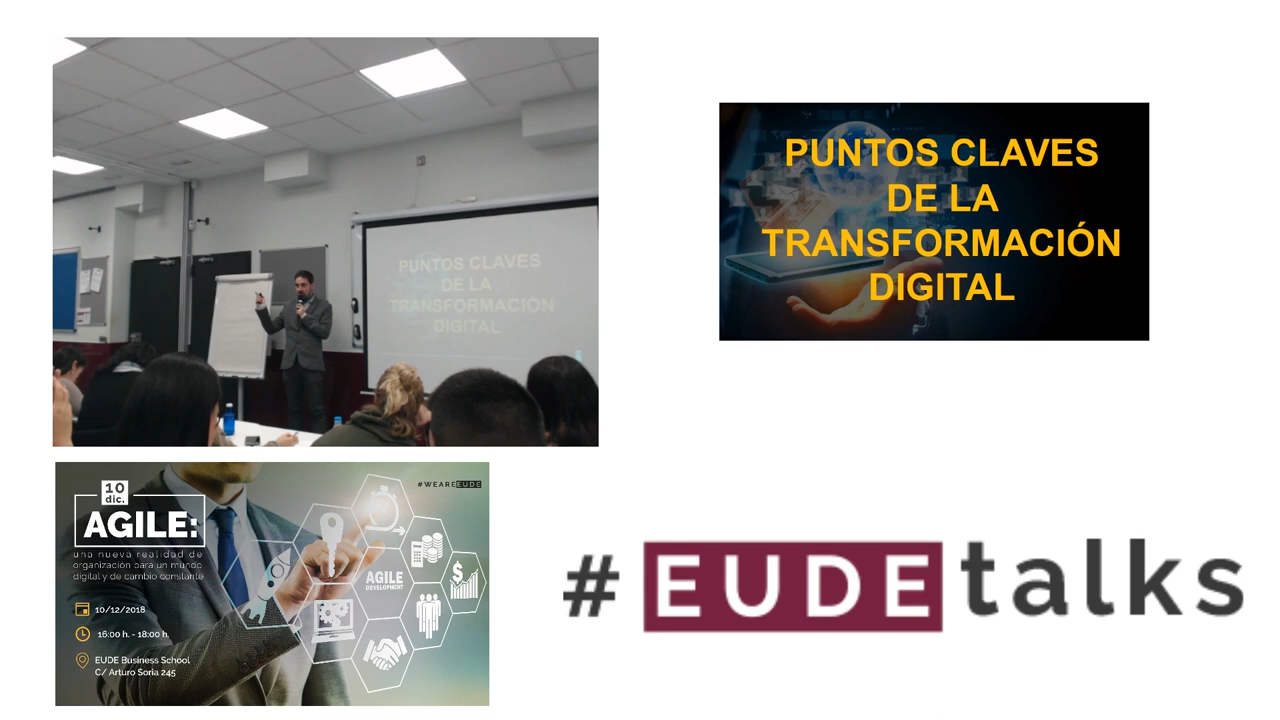 PUNTOS CLAVES
DE LA
TRANSFORMACIÓN
DIGITAL
PUNTOS CLAVES
DE LA
TRANSFORMACIÓN
DIGITAL
10
dic.
AGILE:
una nueva realidad de
organización para un mundo
digital y de cambio constante
10/12/2018
16:00 h. - 18:00 h.
EUDE Business School
C/ Arturo Soria 245
#WEAREEUDE
AGILE
DEVELOPMENT
#EUDEtalks